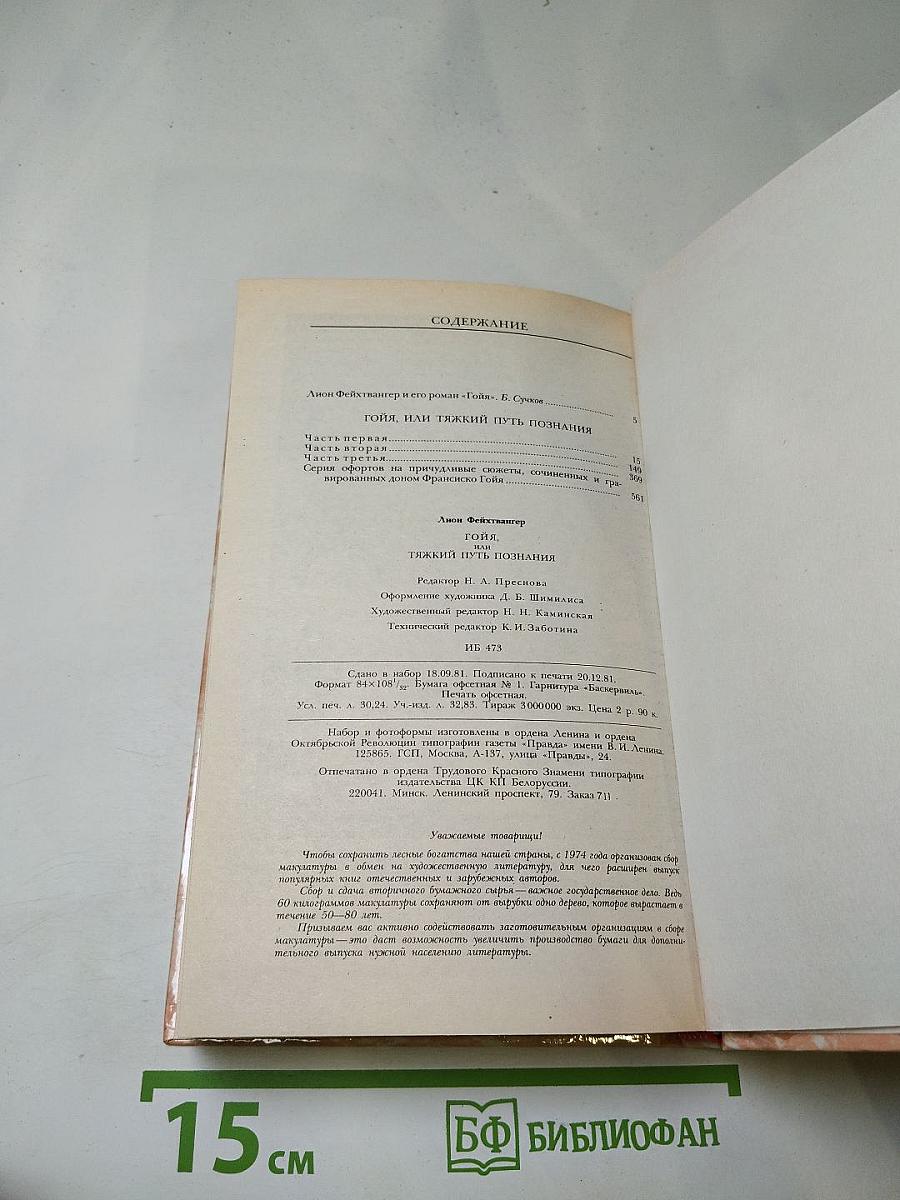 СОДЕРЖАНИЕ
Лион Фейхтвангер и его роман «Гойя». Б. Сучков ........ 5
ГОЙЯ, ИЛИ ТЯЖКИЙ ПУТЬ ПОЗНАНИЯ
Часть первая ........ 15
Часть вторая ........ 149
Часть третья ........ 369
Серия офортов на причудливые сюжеты, сочиненных и гра-
вированных доном Франсиско Гойя ........ 561
Лион Фейхтвангер
ГОЙЯ,
или
ТЯЖКИЙ ПУТЬ ПОЗНАНИЯ
Редактор Н. А. Преснова
Оформление художника Д. Б. Шимилиса
Художественный редактор Н. Н. Каминская
Технический редактор К. И. Заботина
ИБ 473
Сдано в набор 18.09.81. Подписано к печати 20.12.81.
Формат 84×108 1/32. Бумага офсетная № 1. Гарнитура «Баскервиль».
Печать офсетная.
Усл. печ. л. 30,24. Уч.-изд. л. 32,83. Тираж 3 000 000 экз. Цена 2 р. 90 к.
Набор и фотоформы изготовлены в ордена Ленина и ордена
Октябрьской Революции типографии газеты «Правда» имени В. И. Ленина.
125865. ГСП, Москва, А-137, улица «Правды», 24.
Отпечатано в ордена Трудового Красного Знамени типографии
издательства ЦК КП Белоруссии.
220041. Минск. Ленинский проспект, 79. Заказ 711.
Уважаемые товарищи!
Чтобы сохранить лесные богатства нашей страны, с 1974 года организован сбор
макулатуры в обмен на художественную литературу, для чего расширен выпуск
популярных книг отечественных и зарубежных авторов.
Сбор и сдача вторичного бумажного сырья — важное государственное дело. Ведь
60 килограммов макулатуры сохраняют от вырубки одно дерево, которое вырастает в
течение 50—80 лет.
Призываем вас активно содействовать заготовительным организациям в сборе
макулатуры — это даст возможность увеличить производство бумаги для дополни-
тельного выпуска нужной населению литературы.
15 см
БФ БИБЛИОФАН